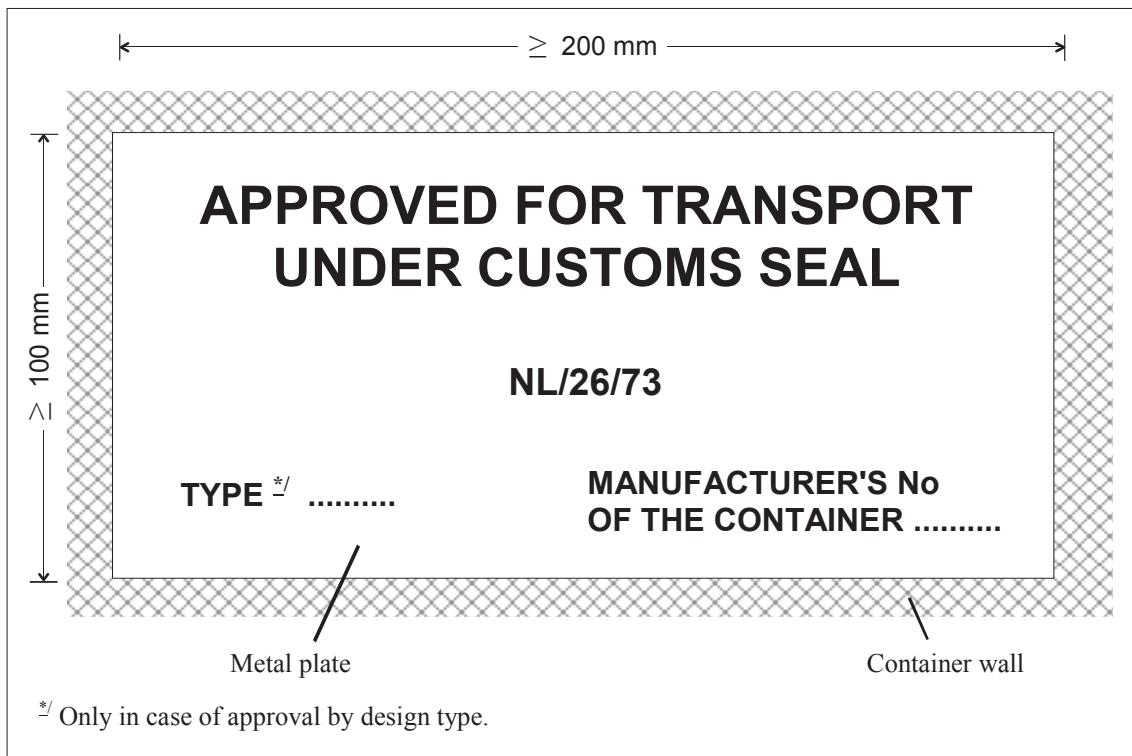 ≥ 200 mm
≥ 100 mm
APPROVED FOR TRANSPORT
UNDER CUSTOMS SEAL
NL/26/73
TYPE */ ..........
MANUFACTURER'S No
OF THE CONTAINER ..........
Metal plate
Container wall
*/ Only in case of approval by design type.